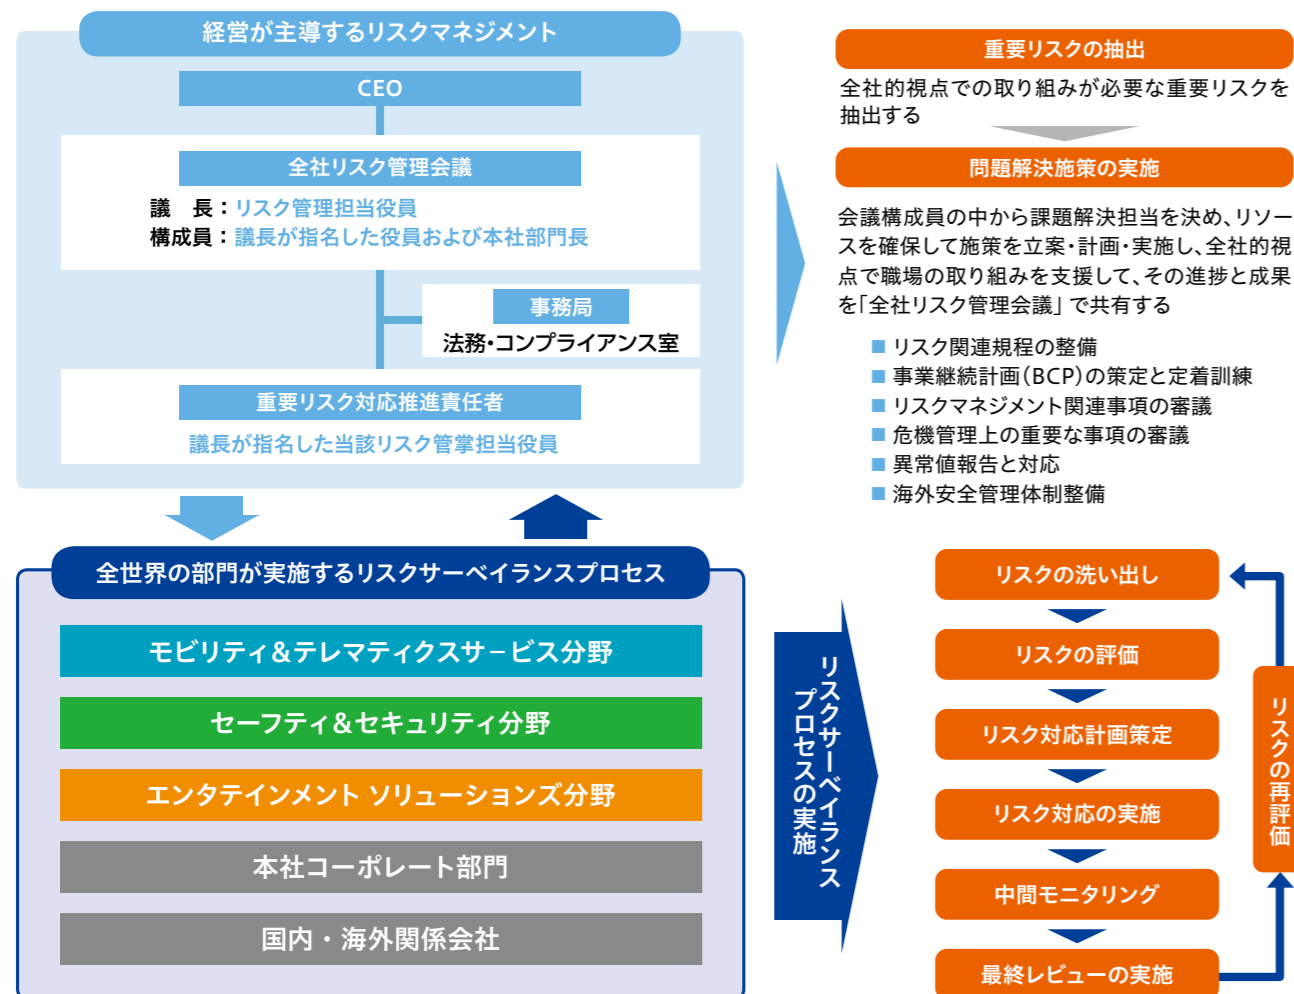 経営が主導するリスクマネジメント
CEO
全社リスク管理会議
議　長：リスク管理担当役員
構成員：議長が指名した役員および本社部門長
事務局
法務・コンプライアンス室
重要リスク対応推進責任者
議長が指名した当該リスク管掌担当役員
重要リスクの抽出
全社的視点での取り組みが必要な重要リスクを
抽出する
問題解決施策の実施
会議構成員の中から課題解決担当を決め、リソー
スを確保して施策を立案・計画・実施し、全社的視
点で職場の取り組みを支援して、その進捗と成果
を「全社リスク管理会議」で共有する
■ リスク関連規程の整備
■ 事業継続計画（BCP）の策定と定着訓練
■ リスクマネジメント関連事項の審議
■ 危機管理上の重要な事項の審議
■ 異常値報告と対応
■ 海外安全管理体制整備
全世界の部門が実施するリスクサーベイランスプロセス
モビリティ&テレマティクスサービス分野
セーフティ&セキュリティ分野
エンタテインメント ソリューションズ分野
本社コーポレート部門
国内・海外関係会社
リスクサーベイランス
プロセスの実施
リスクの洗い出し
リスクの評価
リスク対応計画策定
リスク対応の実施
中間モニタリング
最終レビューの実施
リスクの再評価